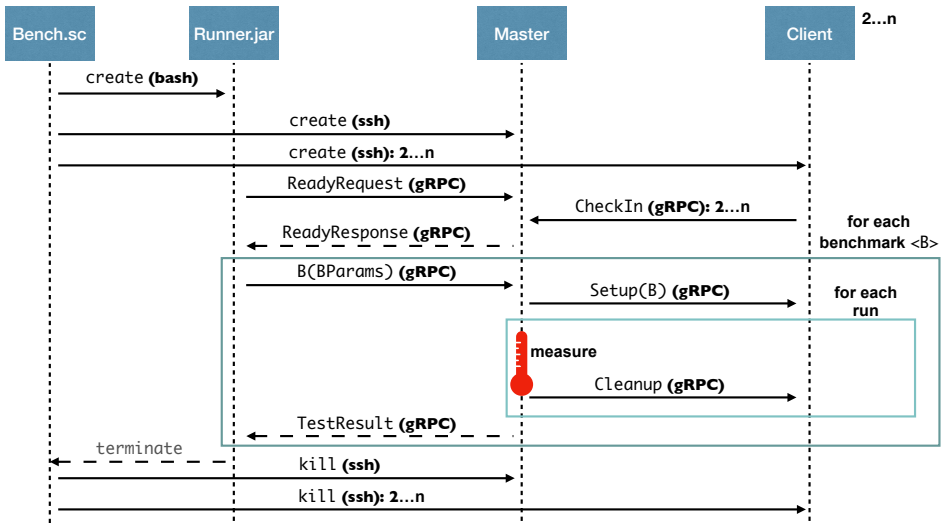 2...n
Bench.sc
Runner.jar
Master
Client
create (bash)
create (ssh)
create (ssh): 2...n
ReadyRequest (gRPC)
CheckIn (gRPC): 2...n
for each
benchmark <B>
ReadyResponse (gRPC)
B(BParams) (gRPC)
Setup(B) (gRPC)
for each
run
measure
Cleanup (gRPC)
TestResult (gRPC)
terminate
kill (ssh)
kill (ssh): 2...n